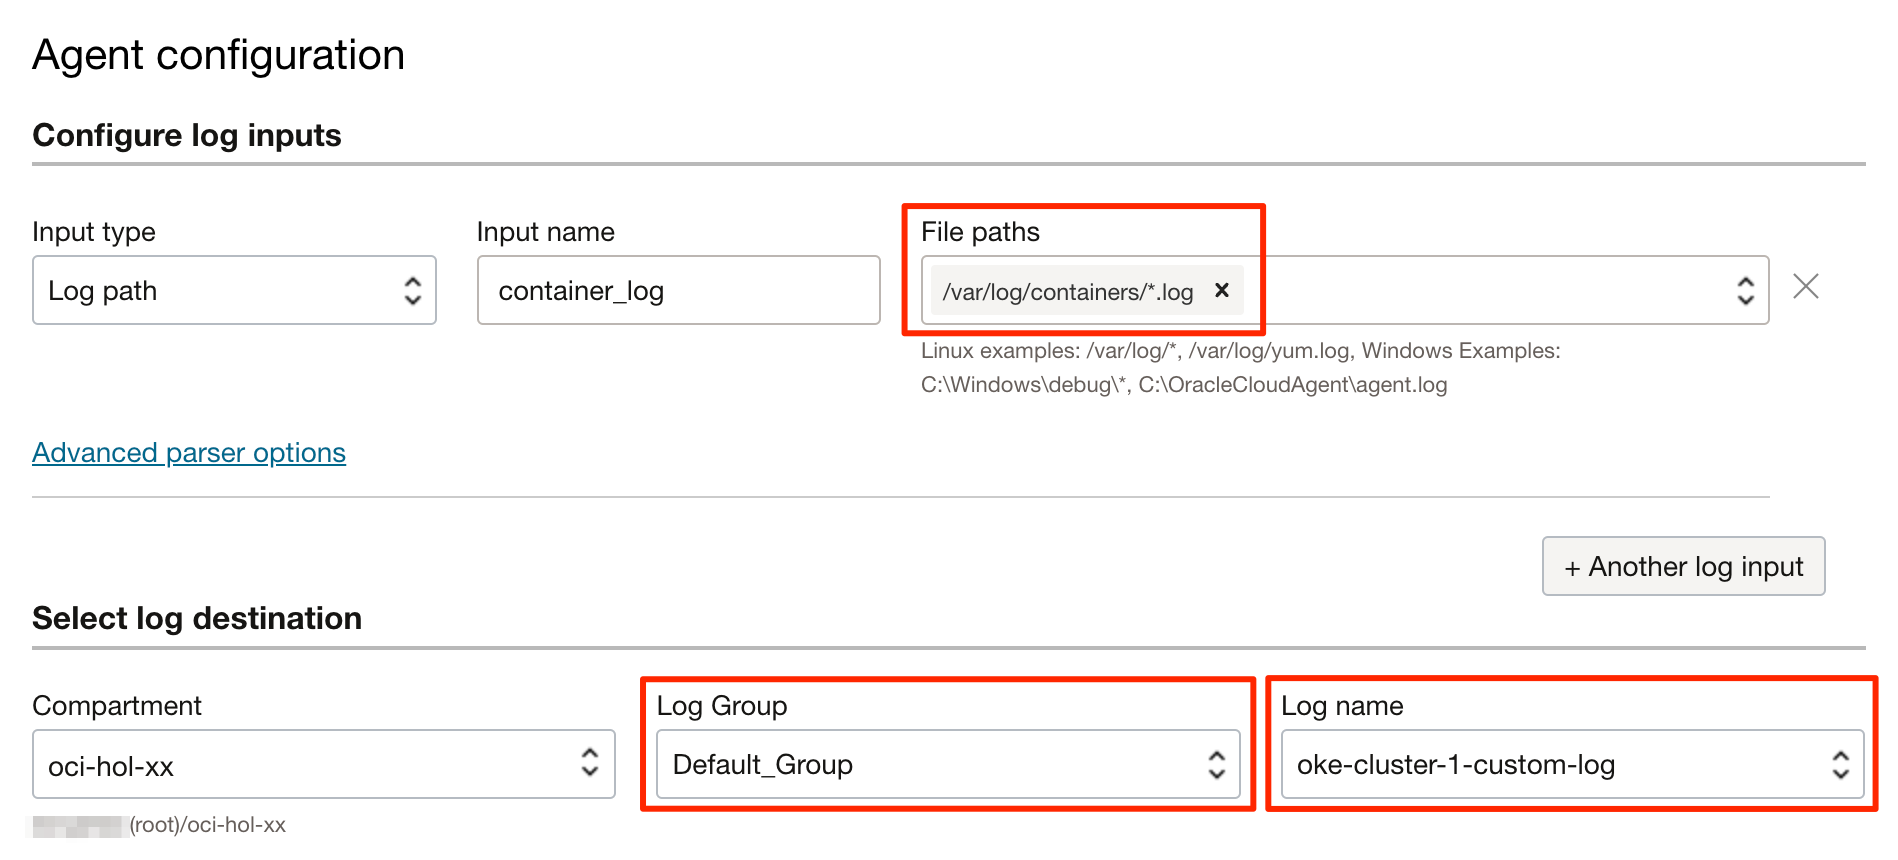 Agent configuration
Configure log inputs
Input type
Input name
File paths
Log path
container_log
/var/log/containers/*.log
Linux examples: /var/log/*, /var/log/yum.log, Windows Examples:
C:\Windows\debug\*, C:\OracleCloudAgent\agent.log
Advanced parser options
+ Another log input
Select log destination
Compartment
Log Group
Log name
oci-hol-xx
Default_Group
oke-cluster-1-custom-log
(root)/oci-hol-xx